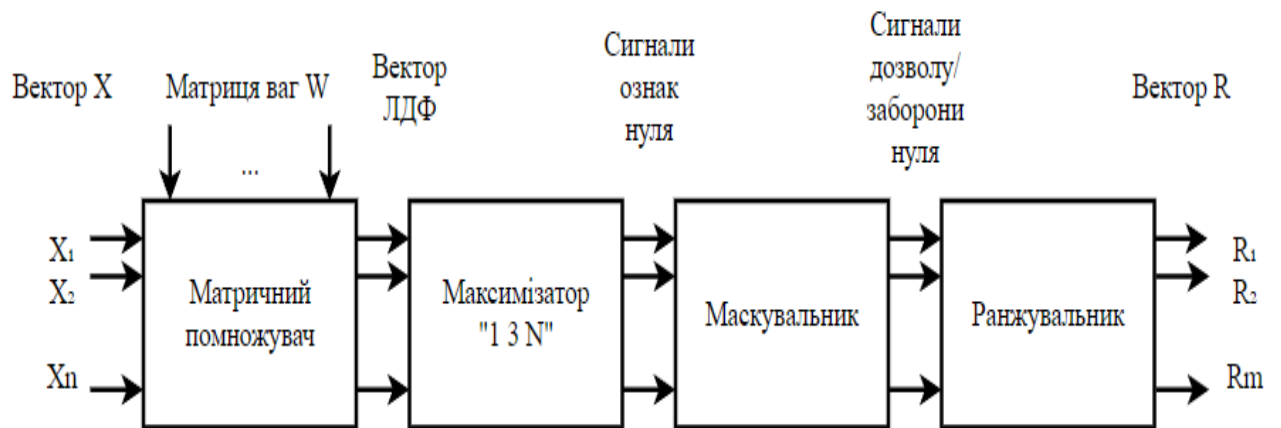 Вектор X
Матриця ваг W
...
Вектор
ЛДФ
Сигнали
ознак
нуля
Сигнали
дозволу/
заборони
нуля
Вектор R
X₁
X₂
Xn
Матричний
помножувач
Максимізатор
"1 3 N"
Маскувальник
Ранжувальник
R₁
R₂
Rm